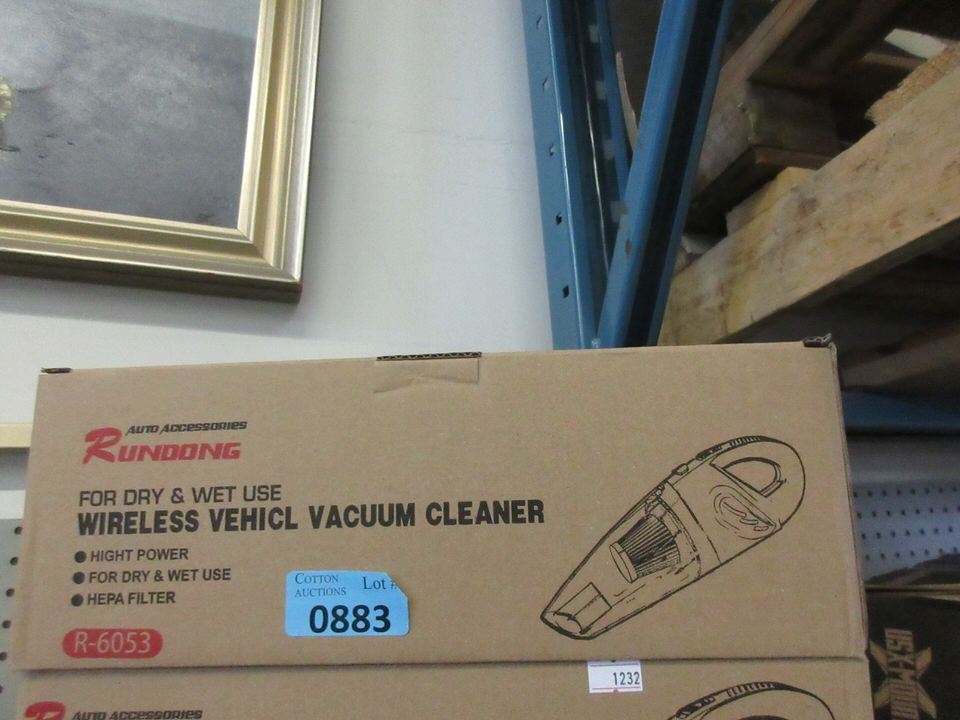 AUTO ACCESSORIES
RUNDONG
FOR DRY & WET USE
WIRELESS VEHICL VACUUM CLEANER
HIGHT POWER
FOR DRY & WET USE
HEPA FILTER
R-6053
COTTON
AUCTIONS
Lot #
0883
1232
AUTO ACCESSORIES